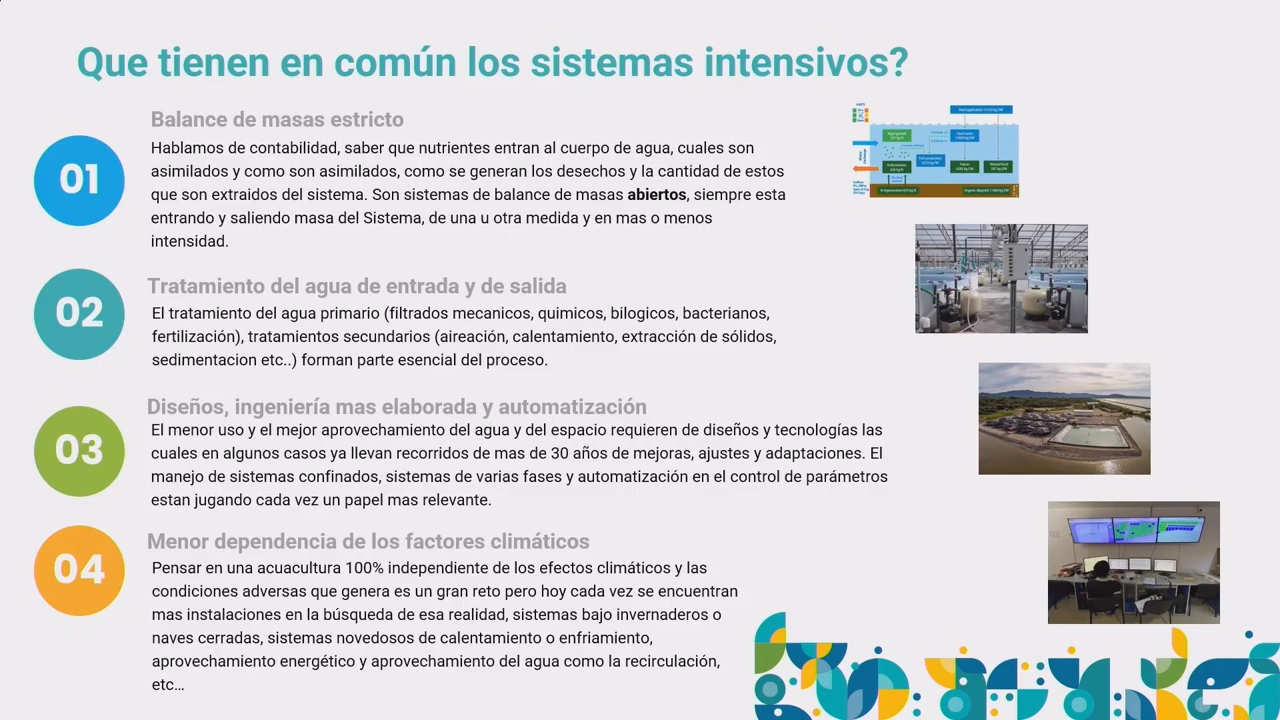 Que tienen en común los sistemas intensivos?
01
Balance de masas estricto
Hablamos de contabilidad, saber que nutrientes entran al cuerpo de agua, cuales son
asimilados y como son asimilados, como se generan los desechos y la cantidad de estos
que son extraidos del sistema. Son sistemas de balance de masas abiertos, siempre esta
entrando y saliendo masa del Sistema, de una u otra medida y en mas o menos
intensidad.
02
Tratamiento del agua de entrada y de salida
El tratamiento del agua primario (filtrados mecanicos, quimicos, bilogicos, bacterianos,
fertilización), tratamientos secundarios (aireación, calentamiento, extracción de sólidos,
sedimentacion etc..) forman parte esencial del proceso.
03
Diseños, ingeniería mas elaborada y automatización
El menor uso y el mejor aprovechamiento del agua y del espacio requieren de diseños y tecnologías las
cuales en algunos casos ya llevan recorridos de mas de 30 años de mejoras, ajustes y adaptaciones. El
manejo de sistemas confinados, sistemas de varias fases y automatización en el control de parámetros
estan jugando cada vez un papel mas relevante.
04
Menor dependencia de los factores climáticos
Pensar en una acuacultura 100% independiente de los efectos climáticos y las
condiciones adversas que genera es un gran reto pero hoy cada vez se encuentran
mas instalaciones en la búsqueda de esa realidad, sistemas bajo invernaderos o
naves cerradas, sistemas novedosos de calentamiento o enfriamiento,
aprovechamiento energético y aprovechamiento del agua como la recirculación,
etc…